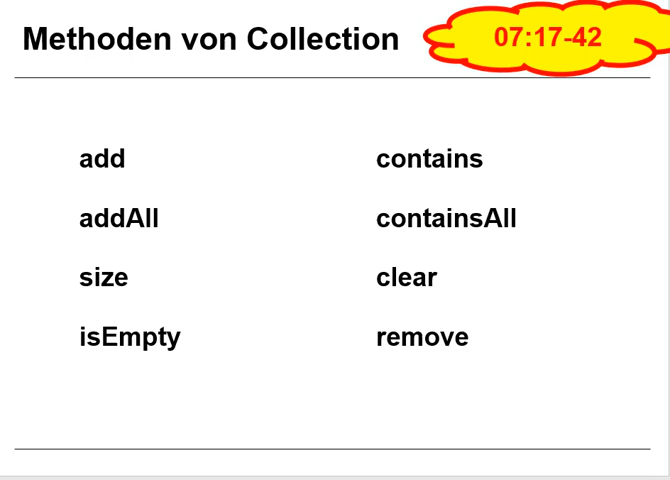 Methoden von Collection
07:17-42
add
addAll
size
isEmpty
contains
containsAll
clear
remove